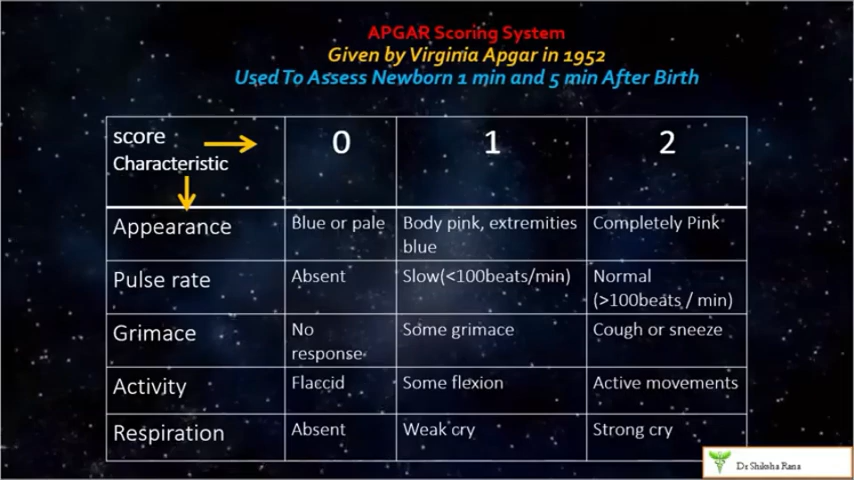 APGAR Scoring System
Given by Virginia Apgar in 1952
Used To Assess Newborn 1 min and 5 min After Birth
score
Characteristic
0
1
2
Appearance
Blue or pale
Body pink, extremities
blue
Completely Pink
Pulse rate
Absent
Slow(<100beats/min)
Normal
(>100beats / min)
Grimace
No
response
Some grimace
Cough or sneeze
Activity
Flaccid
Some flexion
Active movements
Respiration
Absent
Weak cry
Strong cry
Dr Shiksha Rana